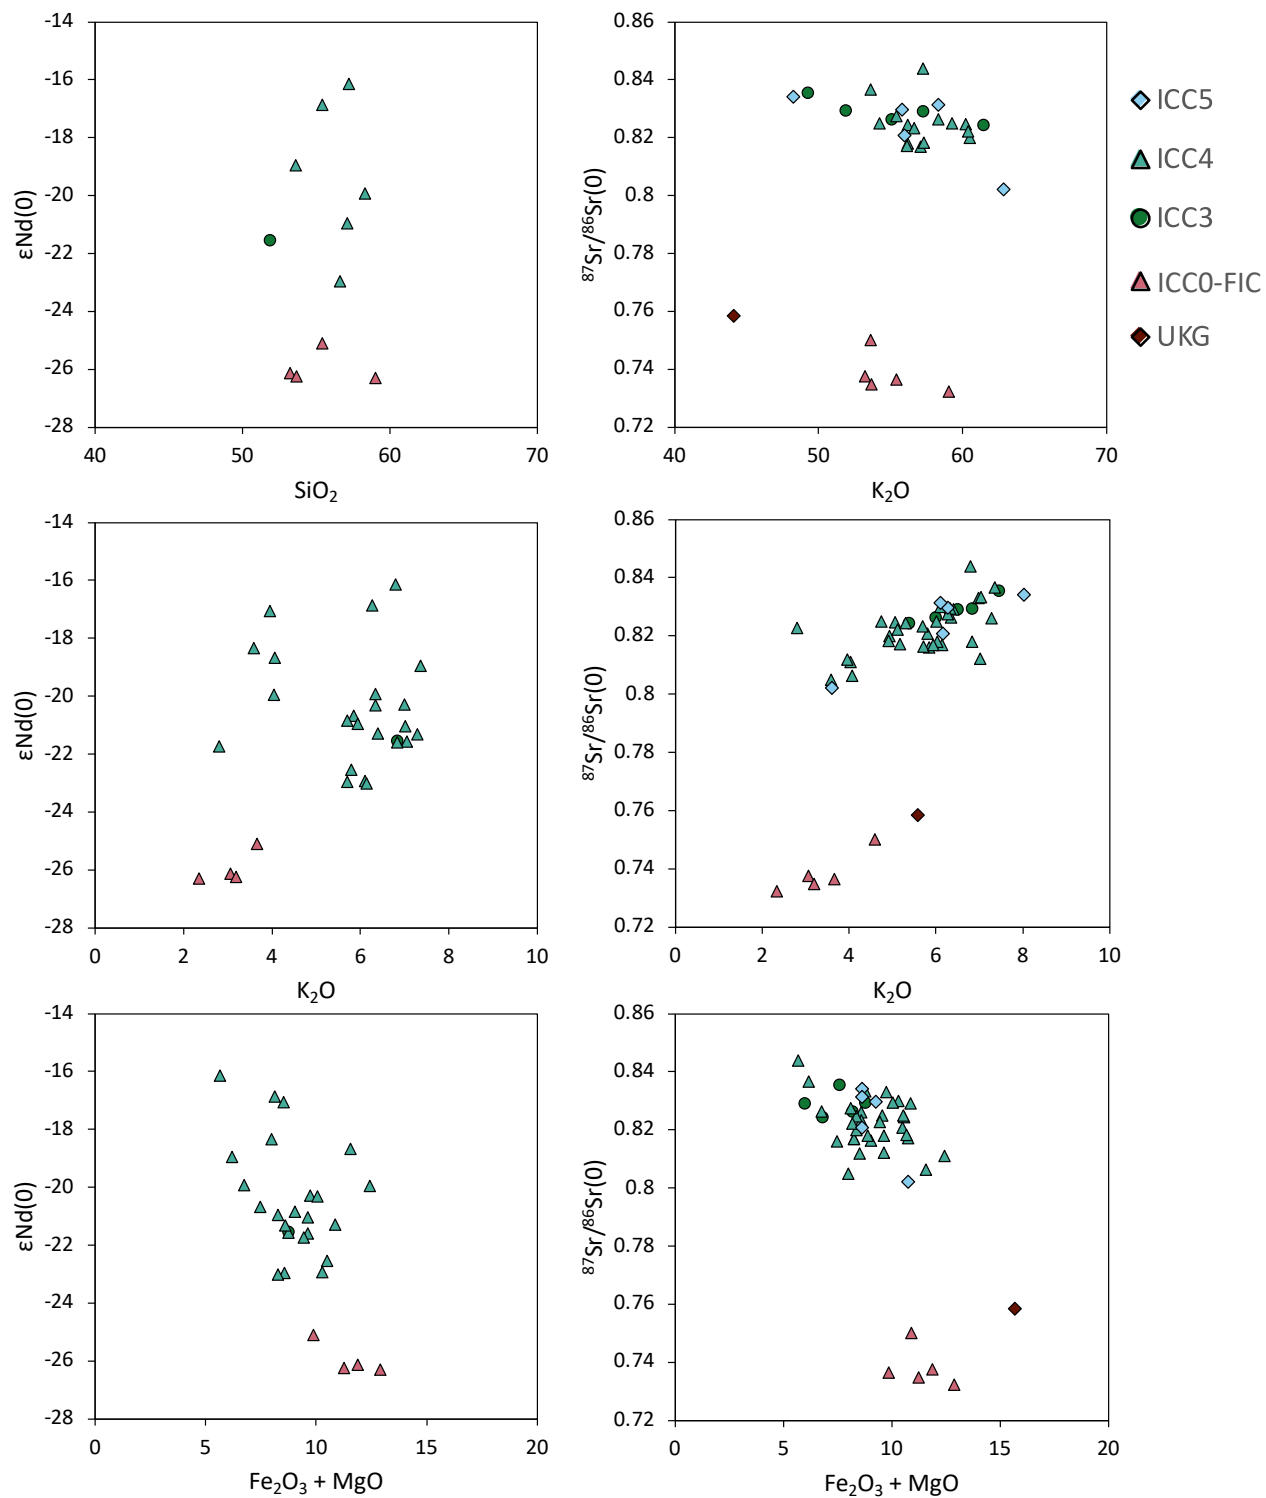 -14
-16
-18
-20
-22
-24
-26
-28
εNd(0)
40 50 60 70
SiO₂
0.86
0.84
0.82
0.8
0.78
0.76
0.74
0.72
⁸⁷Sr/⁸⁶Sr(0)
40 50 60 70
K₂O
ICC5
ICC4
ICC3
ICC0-FIC
UKG
-14
-16
-18
-20
-22
-24
-26
-28
εNd(0)
0 2 4 6 8 10
K₂O
0.86
0.84
0.82
0.8
0.78
0.76
0.74
0.72
⁸⁷Sr/⁸⁶Sr(0)
0 2 4 6 8 10
K₂O
-14
-16
-18
-20
-22
-24
-26
-28
εNd(0)
0 5 10 15 20
Fe₂O₃ + MgO
0.86
0.84
0.82
0.8
0.78
0.76
0.74
0.72
⁸⁷Sr/⁸⁶Sr(0)
0 5 10 15 20
Fe₂O₃ + MgO